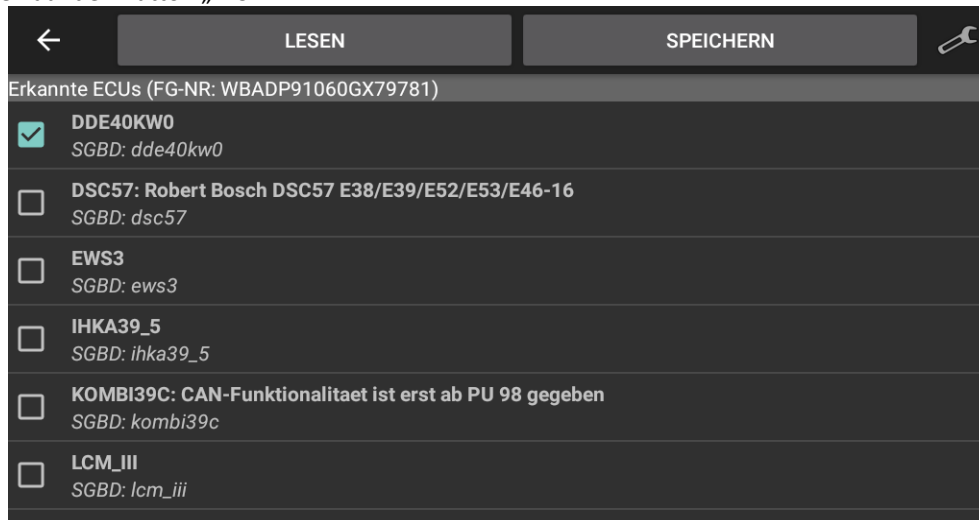 LESEN
SPEICHERN
Erkannte ECUs (FG-NR: WBADP91060GX79781)
DDE40KW0
SGBD: dde40kw0
DSC57: Robert Bosch DSC57 E38/E39/E52/E53/E46-16
SGBD: dsc57
EWS3
SGBD: ews3
IHKA39_5
SGBD: ihka39_5
KOMBI39C: CAN-Funktionalitaet ist erst ab PU 98 gegeben
SGBD: kombi39c
LCM_III
SGBD: lcm_iii